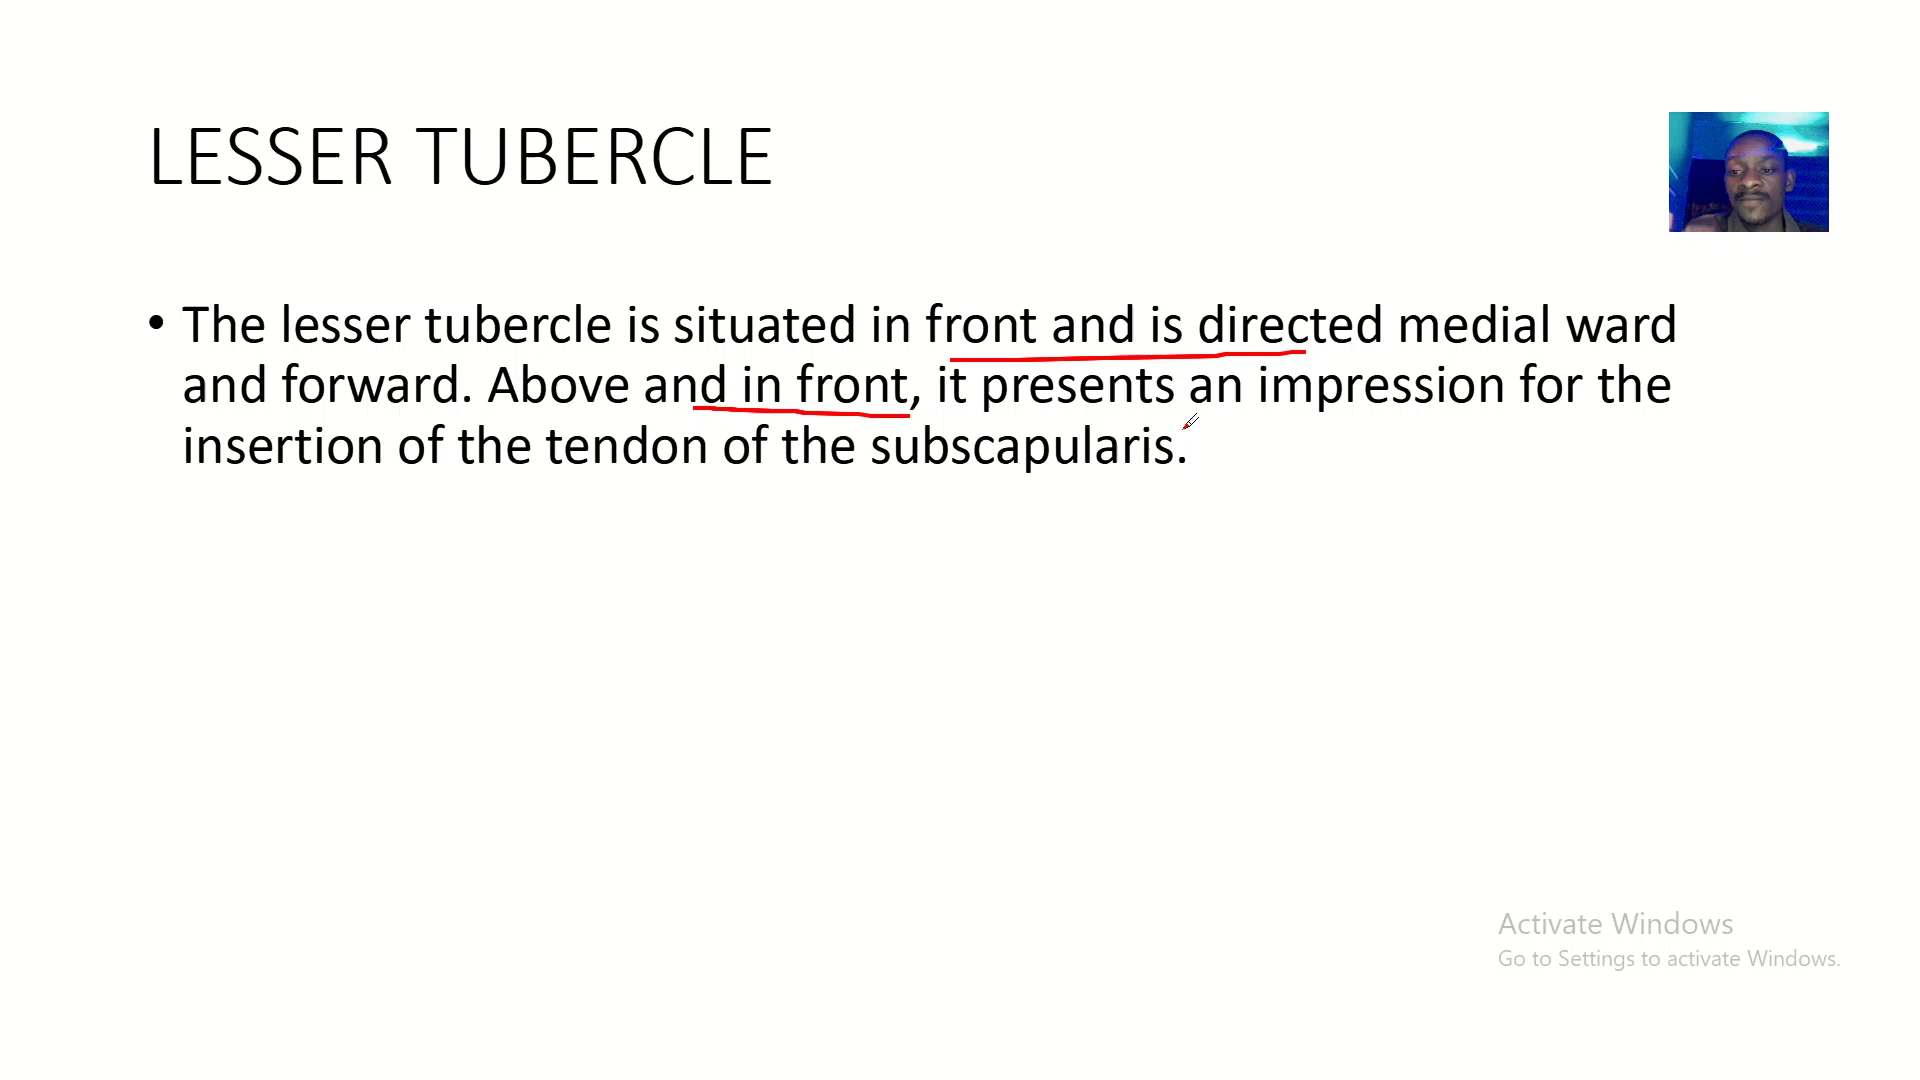 LESSER TUBERCLE
• The lesser tubercle is situated in front and is directed medial ward
and forward. Above and in front, it presents an impression for the
insertion of the tendon of the subscapularis.
Activate Windows
Go to Settings to activate Windows.